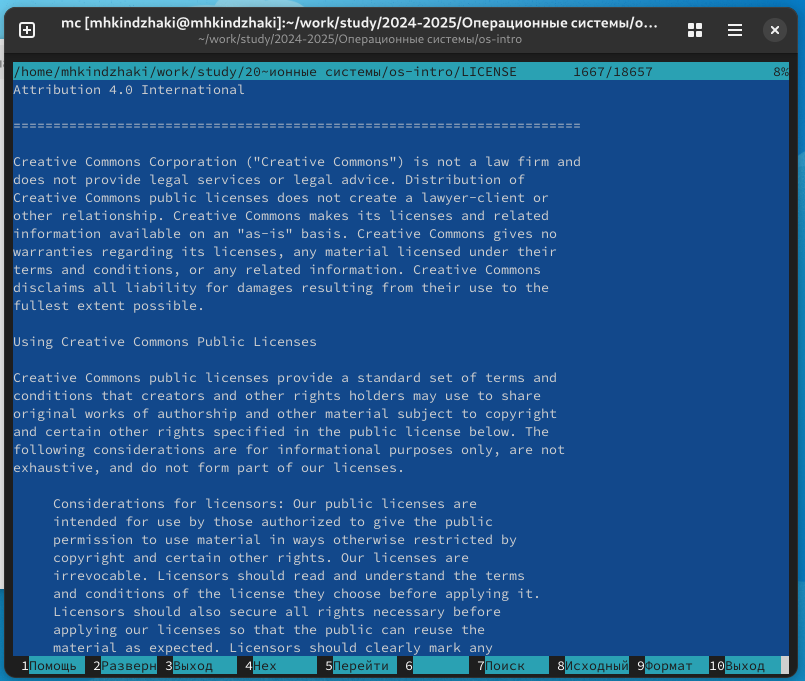 mc [mhkindzhaki@mhkindzhaki]:~/work/study/2024-2025/Операционные системы/o…
~/work/study/2024-2025/Операционные системы/os-intro
/home/mhkindzhaki/work/study/20~ионные системы/os-intro/LICENSE 1667/18657 8%
Attribution 4.0 International
=======================================================================
Creative Commons Corporation ("Creative Commons") is not a law firm and
does not provide legal services or legal advice. Distribution of
Creative Commons public licenses does not create a lawyer-client or
other relationship. Creative Commons makes its licenses and related
information available on an "as-is" basis. Creative Commons gives no
warranties regarding its licenses, any material licensed under their
terms and conditions, or any related information. Creative Commons
disclaims all liability for damages resulting from their use to the
fullest extent possible.
Using Creative Commons Public Licenses
Creative Commons public licenses provide a standard set of terms and
conditions that creators and other rights holders may use to share
original works of authorship and other material subject to copyright
and certain other rights specified in the public license below. The
following considerations are for informational purposes only, are not
exhaustive, and do not form part of our licenses.
Considerations for licensors: Our public licenses are
intended for use by those authorized to give the public
permission to use material in ways otherwise restricted by
copyright and certain other rights. Our licenses are
irrevocable. Licensors should read and understand the terms
and conditions of the license they choose before applying it.
Licensors should also secure all rights necessary before
applying our licenses so that the public can reuse the
material as expected. Licensors should clearly mark any
1Помощь 2Разверн 3Выход 4Hex 5Перейти 6 7Поиск 8Исходный 9Формат 10Выход